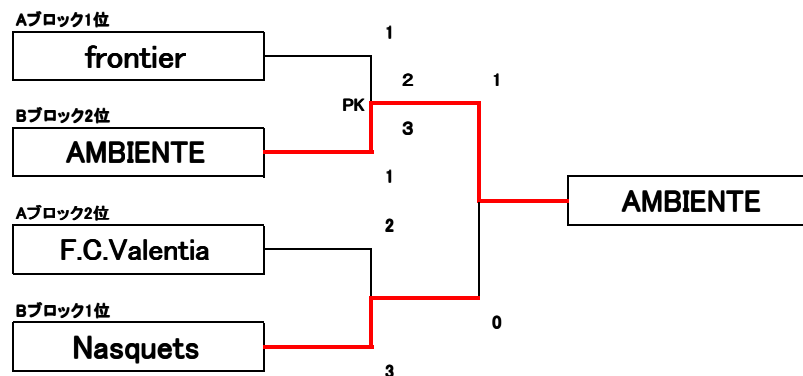 Aブロック1位
frontier
1
2
1
PK
Bブロック2位
3
AMBIENTE
1
Aブロック2位
2
F.C.Valentia
AMBIENTE
Bブロック1位
0
Nasquets
3